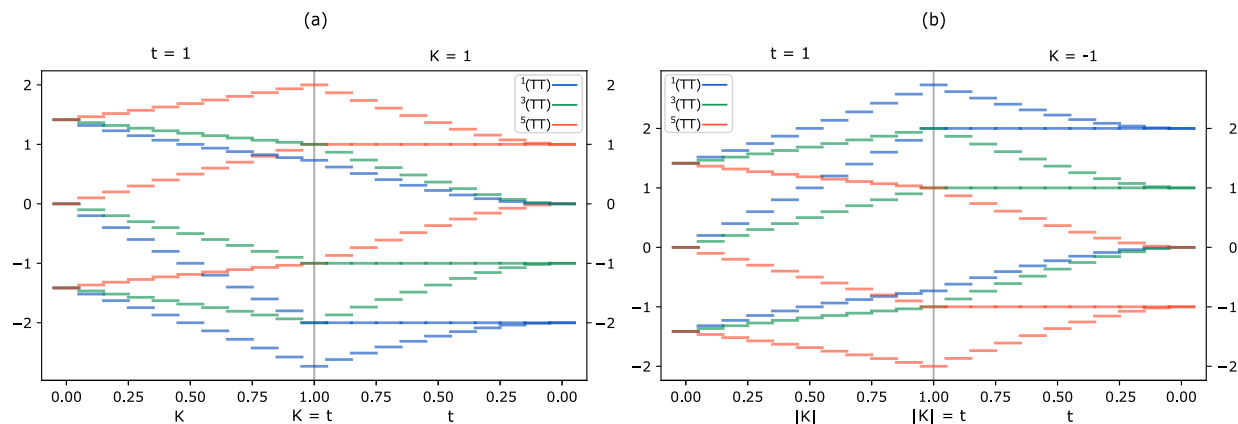 (a)
t = 1
K = 1
2
1
0
−1
−2
¹(TT)
³(TT)
⁵(TT)
2
1
0
−1
−2
0.00 0.25 0.50 0.75 1.00 0.75 0.50 0.25 0.00
K
K = t
t
(b)
t = 1
K = -1
2
1
0
−1
−2
¹(TT)
³(TT)
⁵(TT)
2
1
0
−1
−2
0.00 0.25 0.50 0.75 1.00 0.75 0.50 0.25 0.00
|K|
|K| = t
t